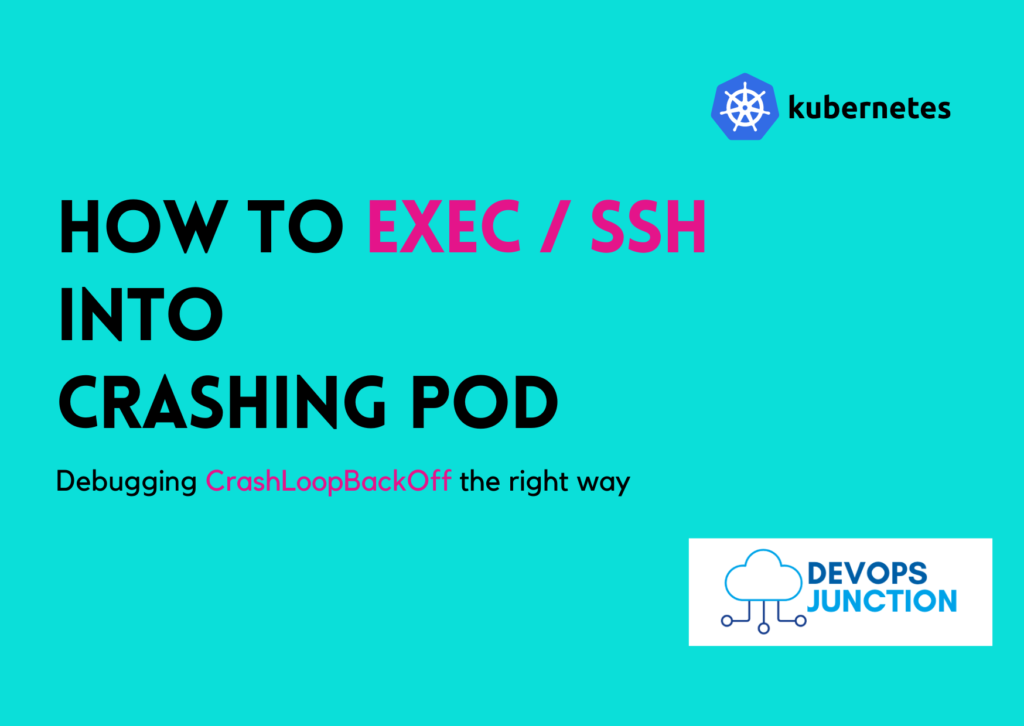 kubernetes
HOW TO EXEC / SSH
INTO
CRASHING POD
Debugging CrashLoopBackOff the right way
DEVOPS
JUNCTION